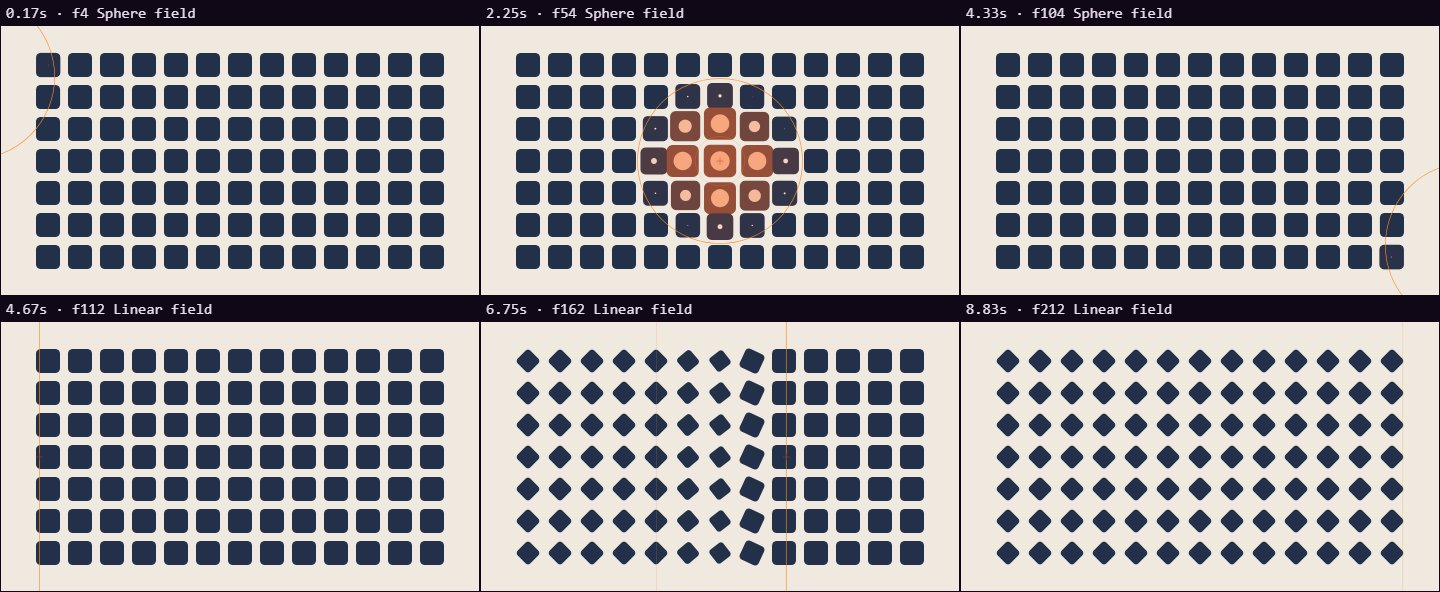 0.17s · f4 Sphere field
2.25s · f54 Sphere field
4.33s · f104 Sphere field
4.67s · f112 Linear field
6.75s · f162 Linear field
8.83s · f212 Linear field